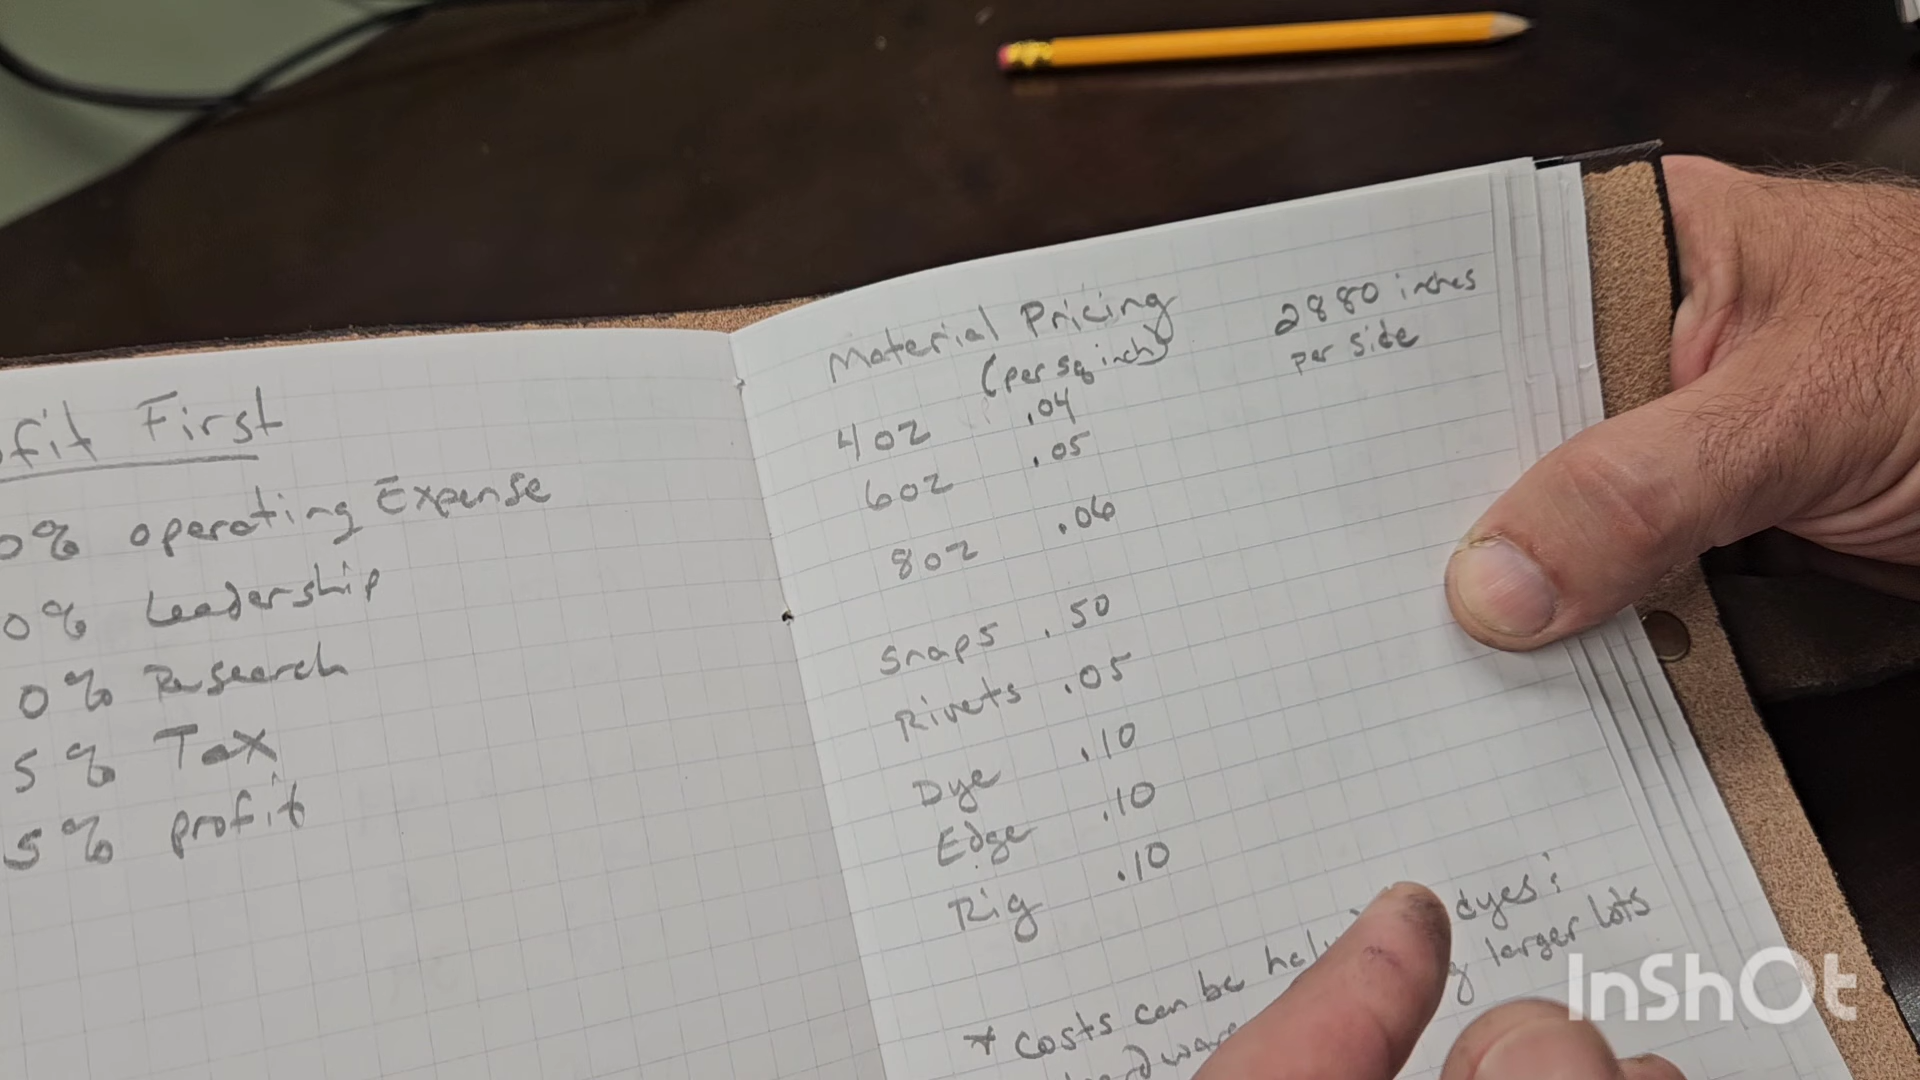 ofit First
0% operating Expense
0% Leadership
0% Research
5% Tax
5% profit
Material Pricing
(per sq inch)
2880 inches
per side
4oz .04
6oz .05
8oz .06
Snaps .50
Rivets .05
Dye .10
Edge .10
Rig .10
* Costs can be dyes;
larger lots
InShOt